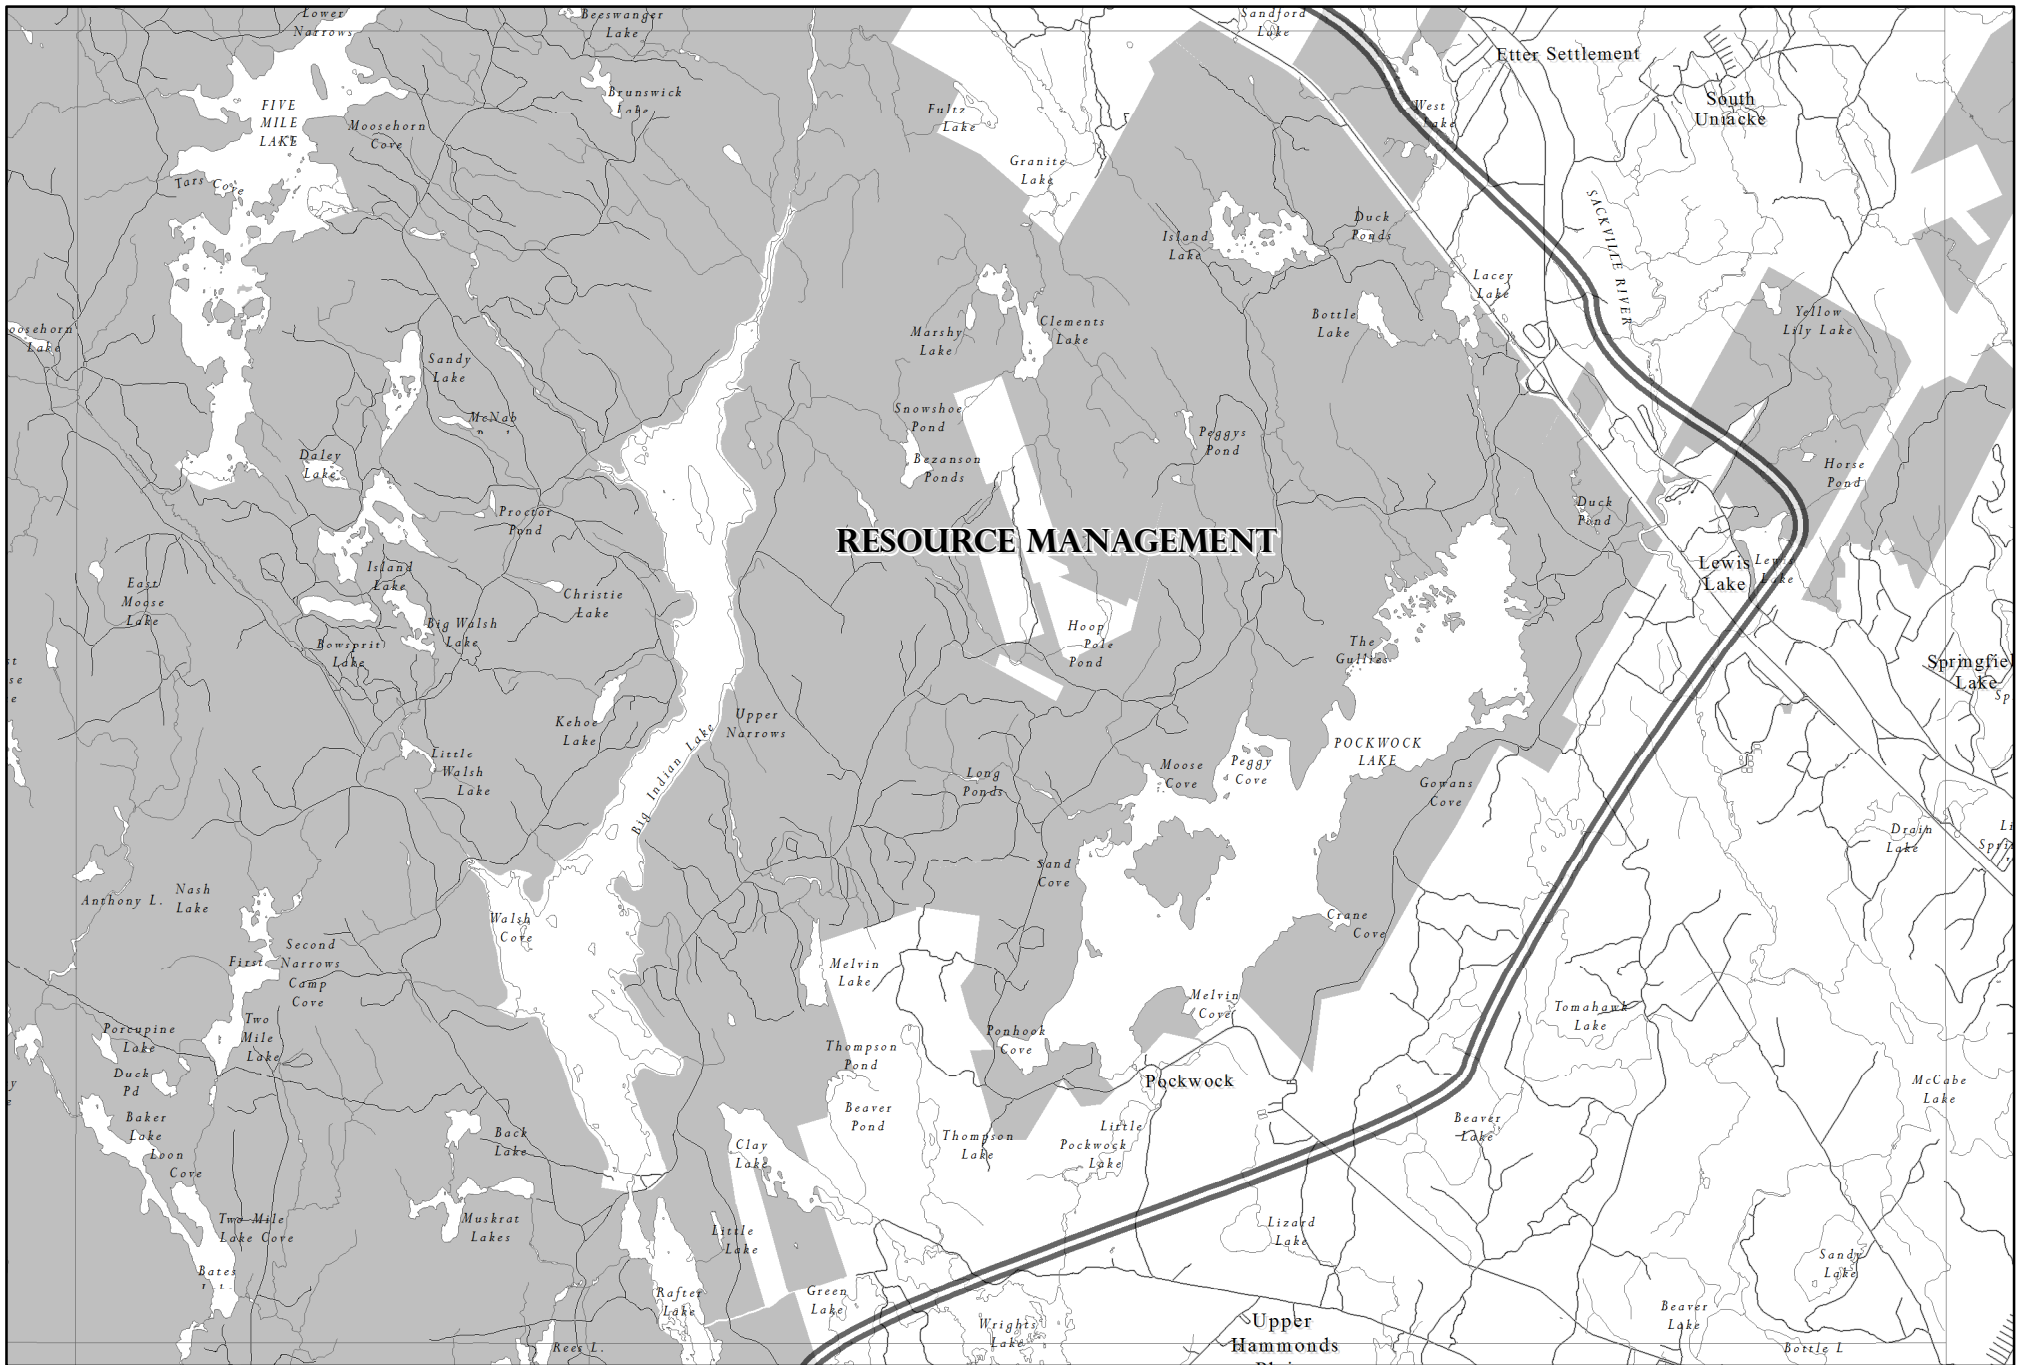 Lower
Narrows
Beeswanger
Lake
Sandford
Lake
Etter Settlement
FIVE
MILE
LAKE
Moosehorn
Cove
Brunswick
Fultz
Lake
West
Lake
South
Uniacke
Tars Cove
Granite
Lake
Island
Lake
Duck
Ponds
SACKVILLE RIVER
Lacey
Lake
Bottle
Lake
Yellow
Lily Lake
oosehorn
Lake
Marshy
Lake
Clements
Lake
Sandy
Lake
McNab
Snowshoe
Pond
Peggys
Pond
Daley
Lake
Bezanson
Ponds
Horse
Pond
Proctor
Pond
Duck
Pond
RESOURCE MANAGEMENT
Island
Lake
Lewis
Lake
Lewis
Lake
East
Moose
Lake
Christie
Lake
Big Walsh
Lake
Bowsprit
Lake
Hoop
Pole
Pond
The
Gullies
st
se
e
Springfie
Lake
Sp
Kehoe
Lake
Upper
Narrows
Big Indian Lake
POCKWOCK
LAKE
Little
Walsh
Lake
Long
Ponds
Moose
Cove
Peggy
Cove
Gowans
Cove
Drain
Lake
Li
Spri
Sand
Cove
Anthony L.
Nash
Lake
Walsh
Cove
Crane
Cove
First
Second
Narrows
Camp
Cove
Melvin
Lake
Melvin
Cove
Tomahawk
Lake
Porcupine
Lake
Two
Mile
Lake
Ponhook
Cove
Thompson
Pond
Duck
Pd
y
e
Pockwock
McCabe
Lake
Baker
Lake
Loon
Cove
Back
Lake
Clay
Lake
Beaver
Pond
Thompson
Lake
Little
Pockwock
Lake
Beaver
Lake
Two Mile
Lake Cove
Muskrat
Lakes
Little
Lake
Lizard
Lake
Sandy
Lake
Bates
Rafter
Lake
Green
Lake
Wrights
Lake
Upper
Hammonds
Beaver
Lake
Rees L.
Bottle L